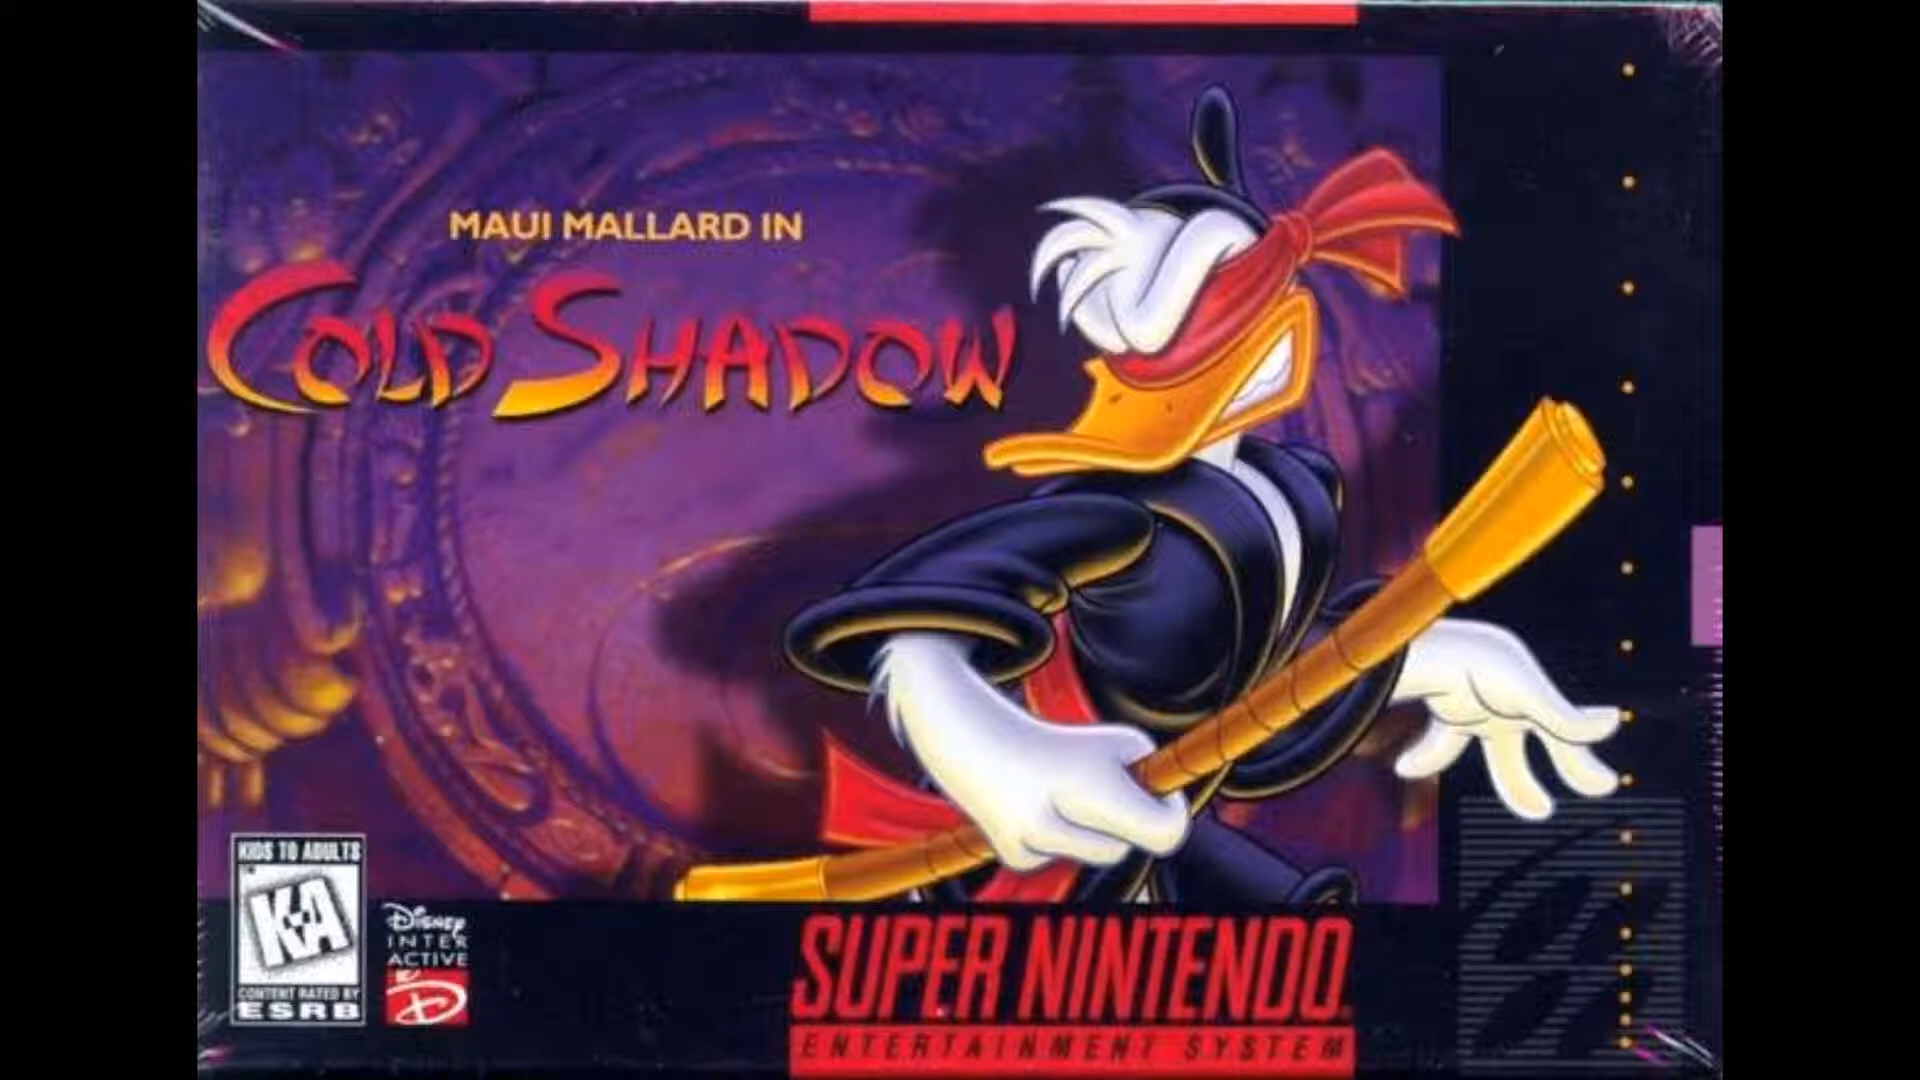 MAUI MALLARD IN
COLD SHADOW
KIDS TO ADULTS
K-A
CONTENT RATED BY
ESRB
DISNEY
INTER
ACTIVE
D
SUPER NINTENDO
ENTERTAINMENT SYSTEM